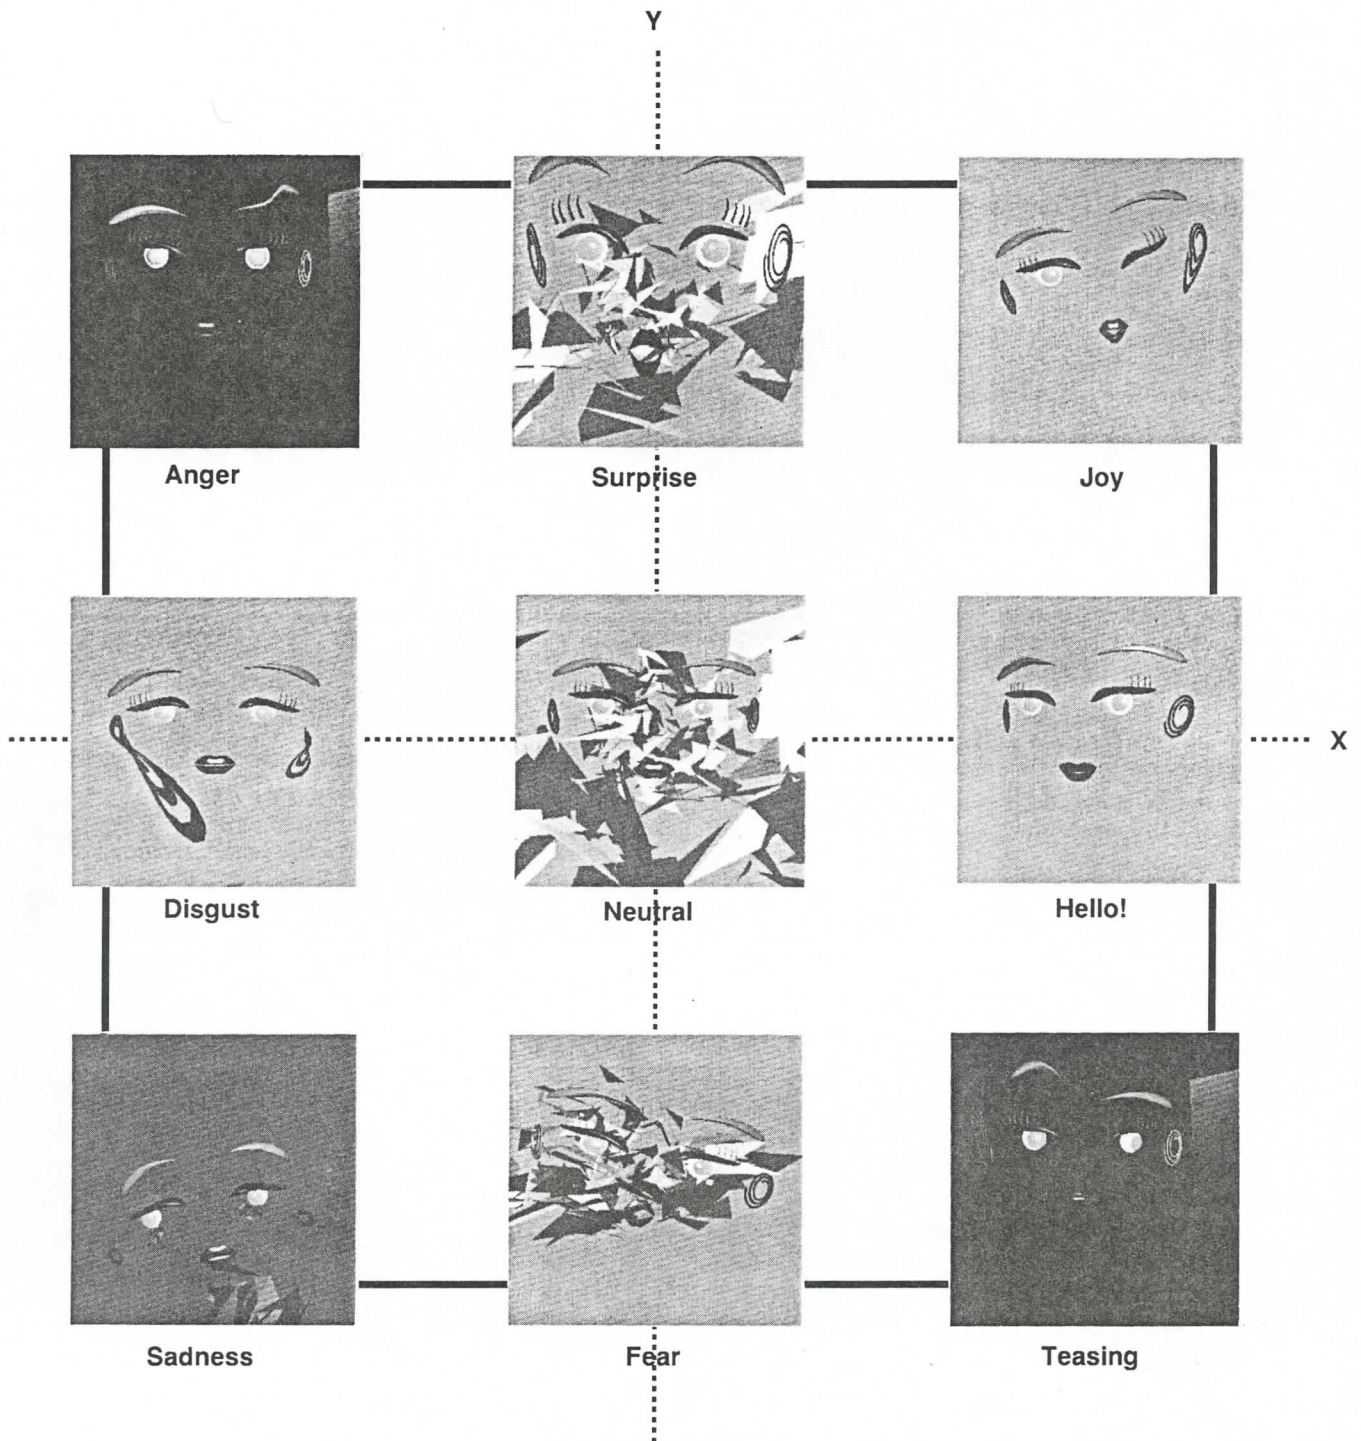 Y
Anger
Surprise
Joy
X
Disgust
Neutral
Hello!
Sadness
Fear
Teasing